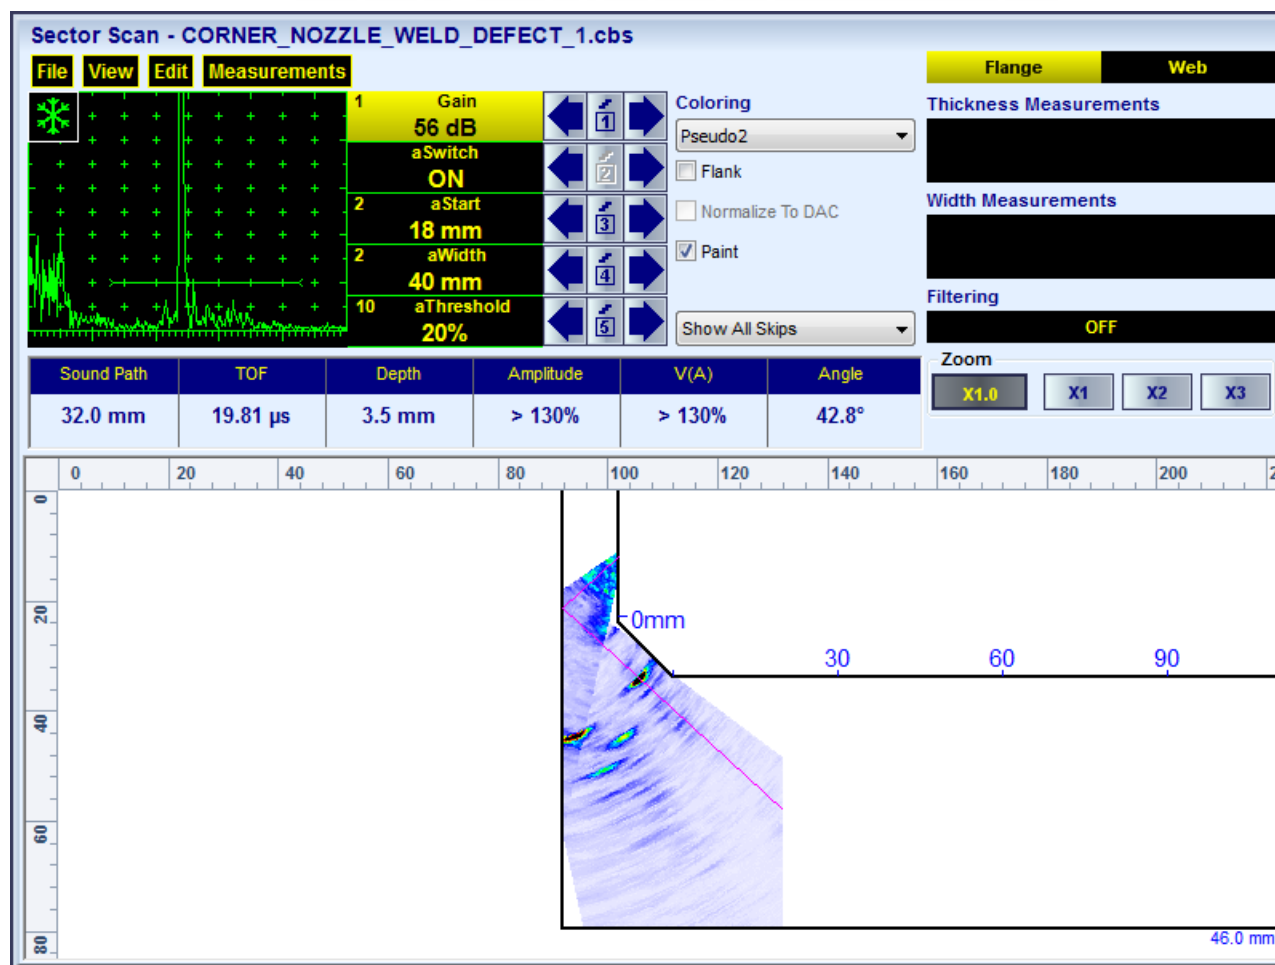 Sector Scan - CORNER_NOZZLE_WELD_DEFECT_1.cbs
File View Edit Measurements
Flange Web
1 Gain
56 dB
1
aSwitch
ON
2
2 aStart
18 mm
3
2 aWidth
40 mm
4
10 aThreshold
20%
5
Coloring
Pseudo2
Flank
Normalize To DAC
Paint
Show All Skips
Thickness Measurements
Width Measurements
Filtering
OFF
Zoom
X1.0 X1 X2 X3
Sound Path TOF Depth Amplitude V(A) Angle
32.0 mm 19.81 µs 3.5 mm > 130% > 130% 42.8°
0 20 40 60 80 100 120 140 160 180 200 2
0
20
40
60
80
0mm
30 60 90
46.0 mm